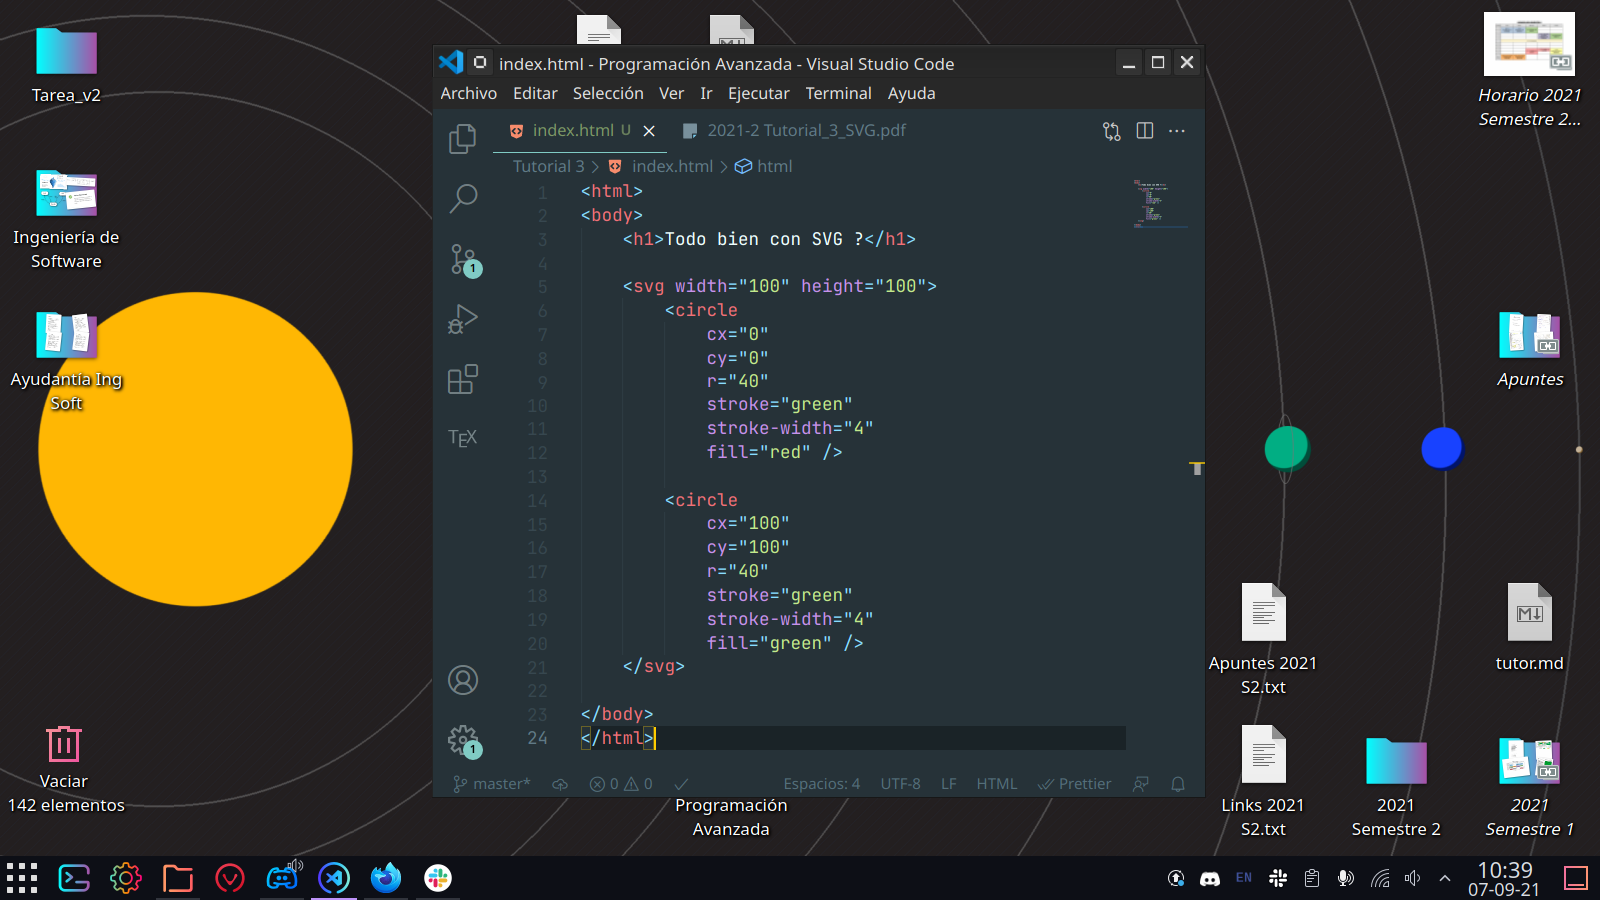 Tarea_v2
Ingeniería de
Software
Ayudantía Ing
Soft
Vaciar
142 elementos
index.html - Programación Avanzada - Visual Studio Code
Archivo Editar Selección Ver Ir Ejecutar Terminal Ayuda
index.html U 2021-2 Tutorial_3_SVG.pdf
Tutorial 3 > index.html > html
1 <html>
2 <body>
3 <h1>Todo bien con SVG ?</h1>
4
5 <svg width="100" height="100">
6 <circle
7 cx="0"
8 cy="0"
9 r="40"
10 stroke="green"
11 stroke-width="4"
12 fill="red" />
13
14 <circle
15 cx="100"
16 cy="100"
17 r="40"
18 stroke="green"
19 stroke-width="4"
20 fill="green" />
21 </svg>
22
23 </body>
24 </html>
1
TEX
1
master* 0 0 Espacios: 4 UTF-8 LF HTML Prettier
Programación
Avanzada
Horario 2021
Semestre 2...
Apuntes
Apuntes 2021
S2.txt
tutor.md
Links 2021
S2.txt
2021
Semestre 2
2021
Semestre 1
EN
10:39
07-09-21